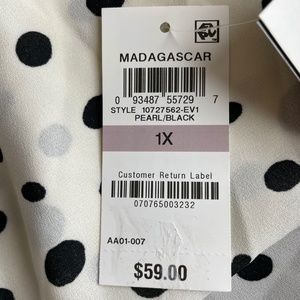 MADAGASCAR
0 93487 55729 7
STYLE 10727562-EV1
PEARL/BLACK
1X
Customer Return Label
070765003232
AA01-007
$59.00